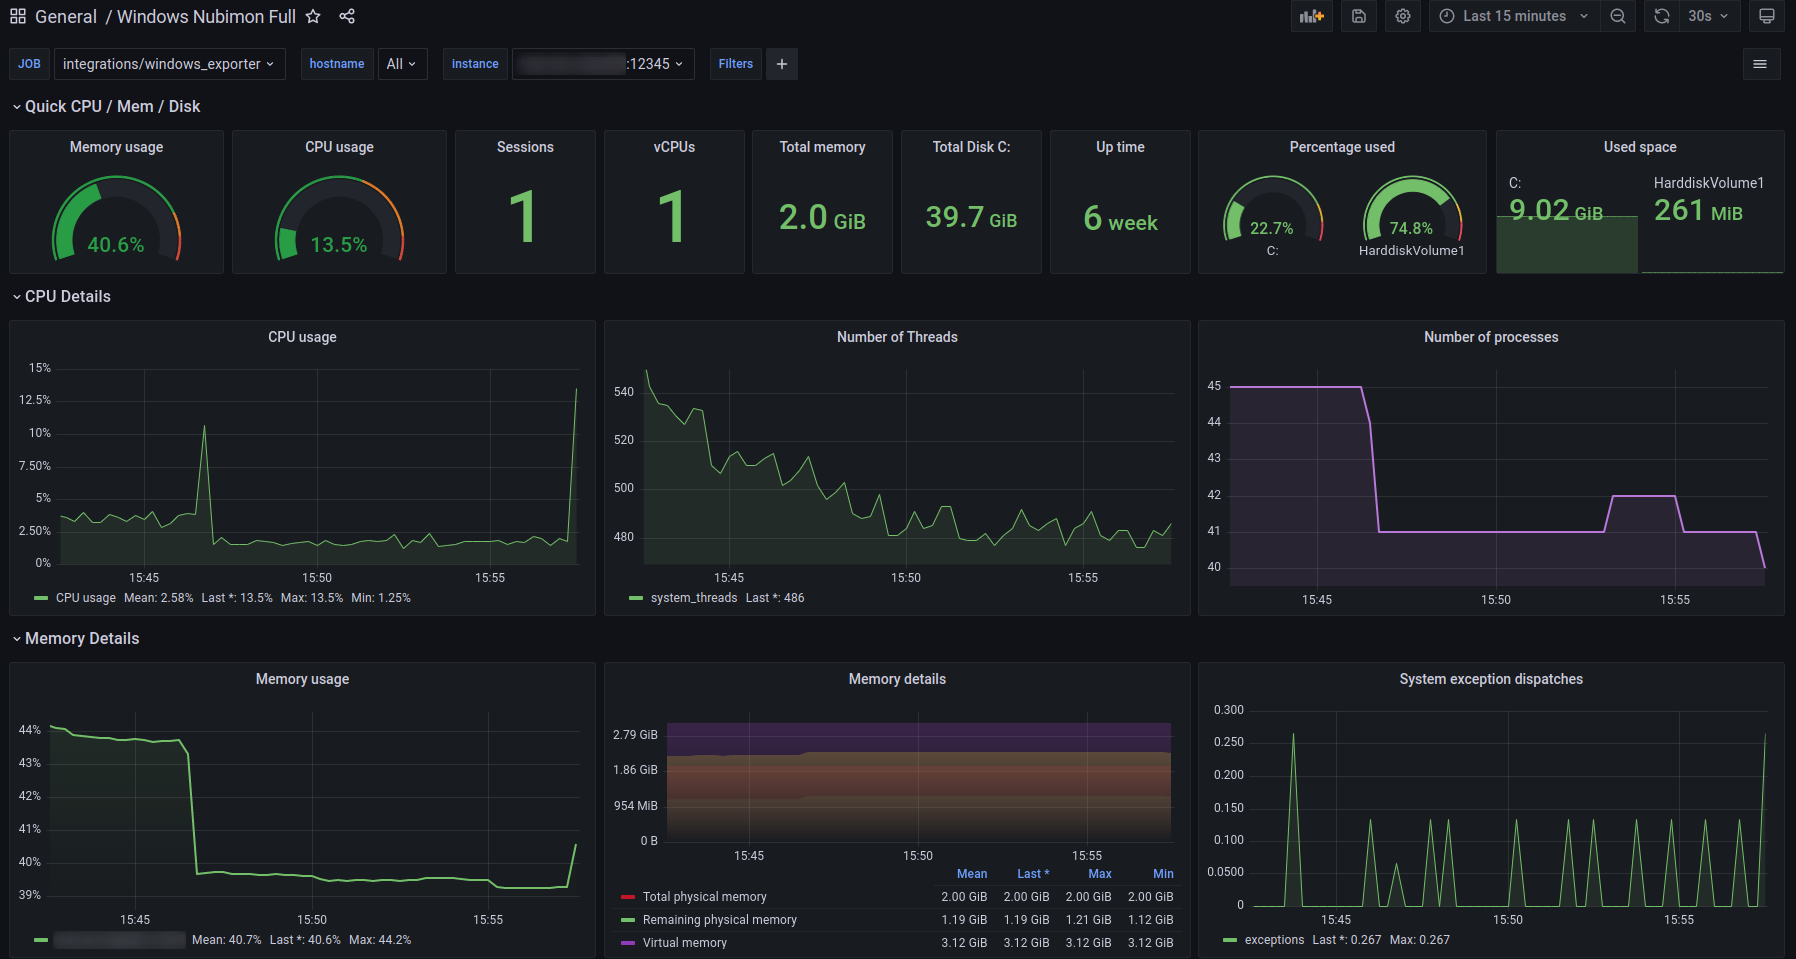 General / Windows Nubimon Full
Last 15 minutes
30s
JOB integrations/windows_exporter hostname All instance :12345 Filters +
Quick CPU / Mem / Disk
Memory usage
40.6%
CPU usage
13.5%
Sessions
1
vCPUs
1
Total memory
2.0 GiB
Total Disk C:
39.7 GiB
Up time
6 week
Percentage used
22.7%
C:
74.8%
HarddiskVolume1
Used space
C:
9.02 GiB
HarddiskVolume1
261 MiB
CPU Details
CPU usage
15%
12.5%
10%
7.50%
5%
2.50%
0%
15:45 15:50 15:55
CPU usage Mean: 2.58% Last *: 13.5% Max: 13.5% Min: 1.25%
Number of Threads
540
520
500
480
15:45 15:50 15:55
system_threads Last *: 486
Number of processes
45
44
43
42
41
40
15:45 15:50 15:55
Memory Details
Memory usage
44%
43%
42%
41%
40%
39%
15:45 15:50 15:55
Mean: 40.7% Last *: 40.6% Max: 44.2%
Memory details
2.79 GiB
1.86 GiB
954 MiB
0 B
15:45 15:50 15:55
Mean Last * Max Min
Total physical memory 2.00 GiB 2.00 GiB 2.00 GiB 2.00 GiB
Remaining physical memory 1.19 GiB 1.19 GiB 1.21 GiB 1.12 GiB
Virtual memory 3.12 GiB 3.12 GiB 3.12 GiB 3.12 GiB
System exception dispatches
0.300
0.250
0.200
0.150
0.100
0.0500
0
15:45 15:50 15:55
exceptions Last *: 0.267 Max: 0.267